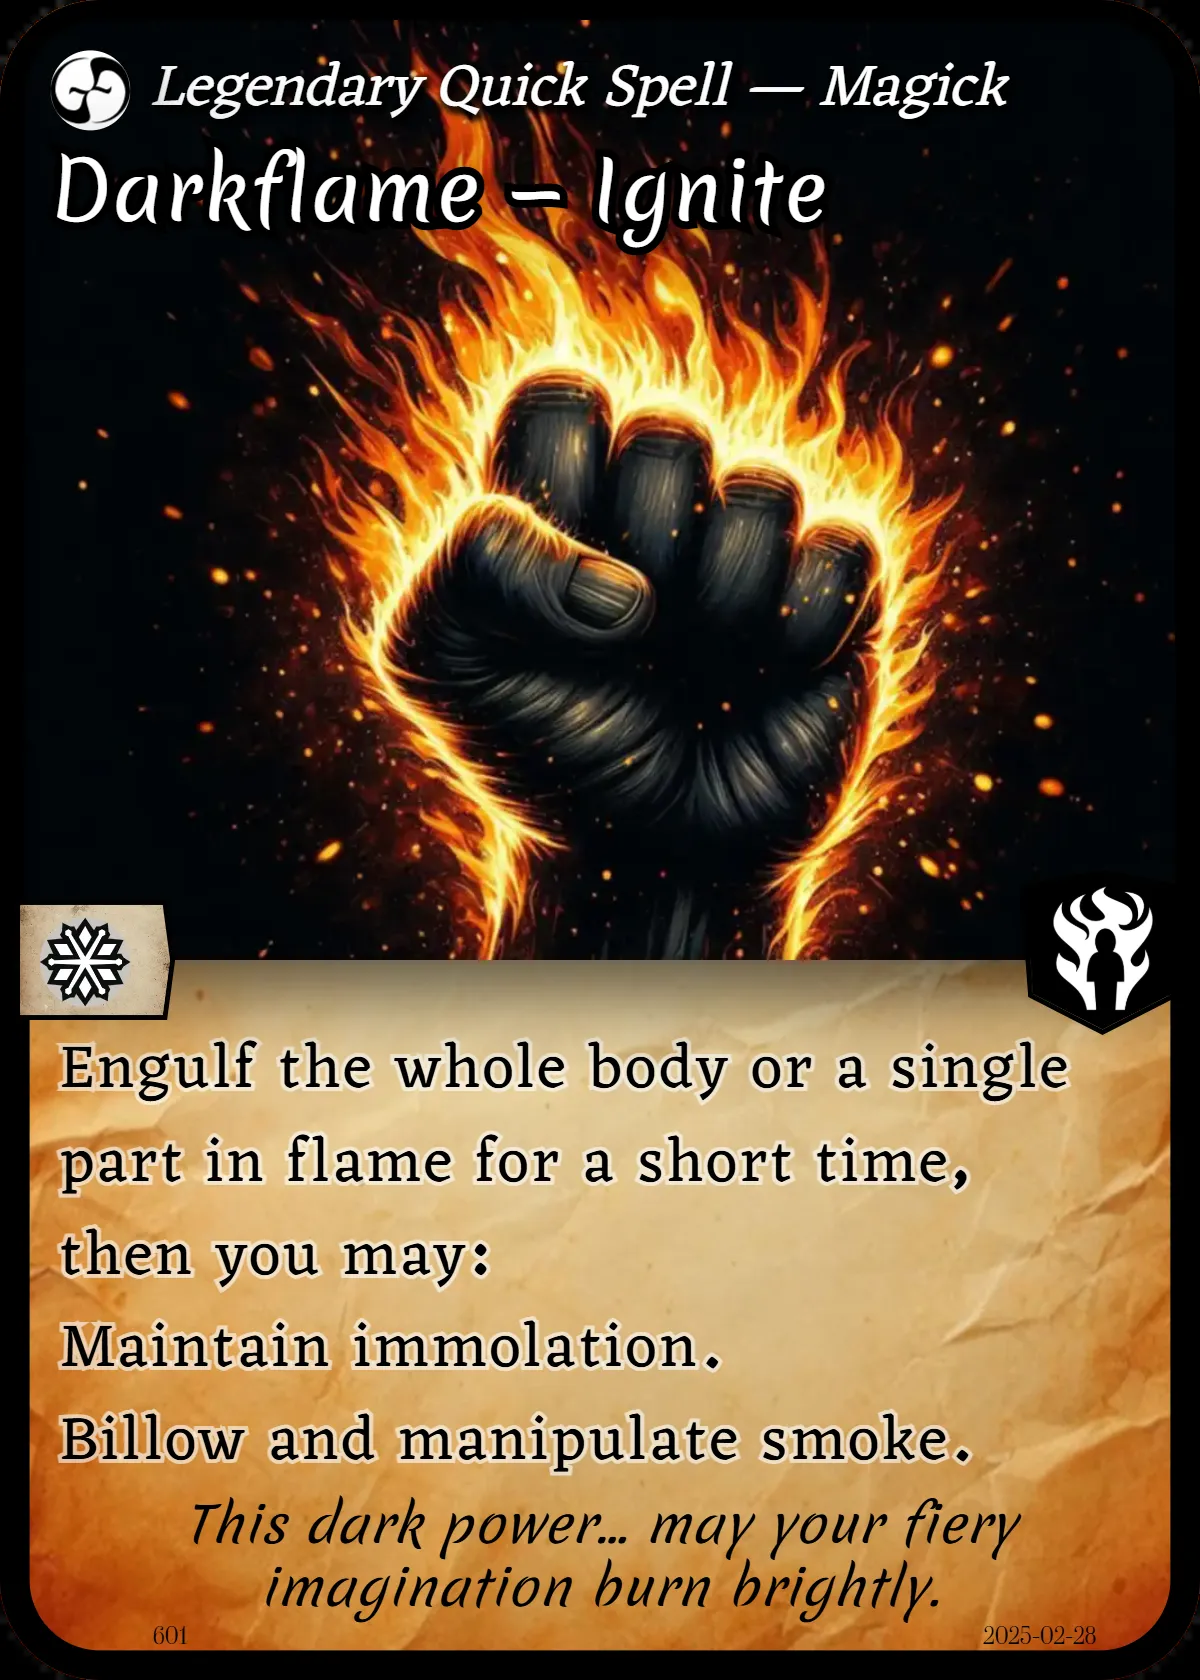 Legendary Quick Spell — Magick
Darkflame – Ignite
Engulf the whole body or a single
part in flame for a short time,
then you may:
Maintain immolation.
Billow and manipulate smoke.
This dark power... may your fiery
imagination burn brightly.
601
2025-02-28